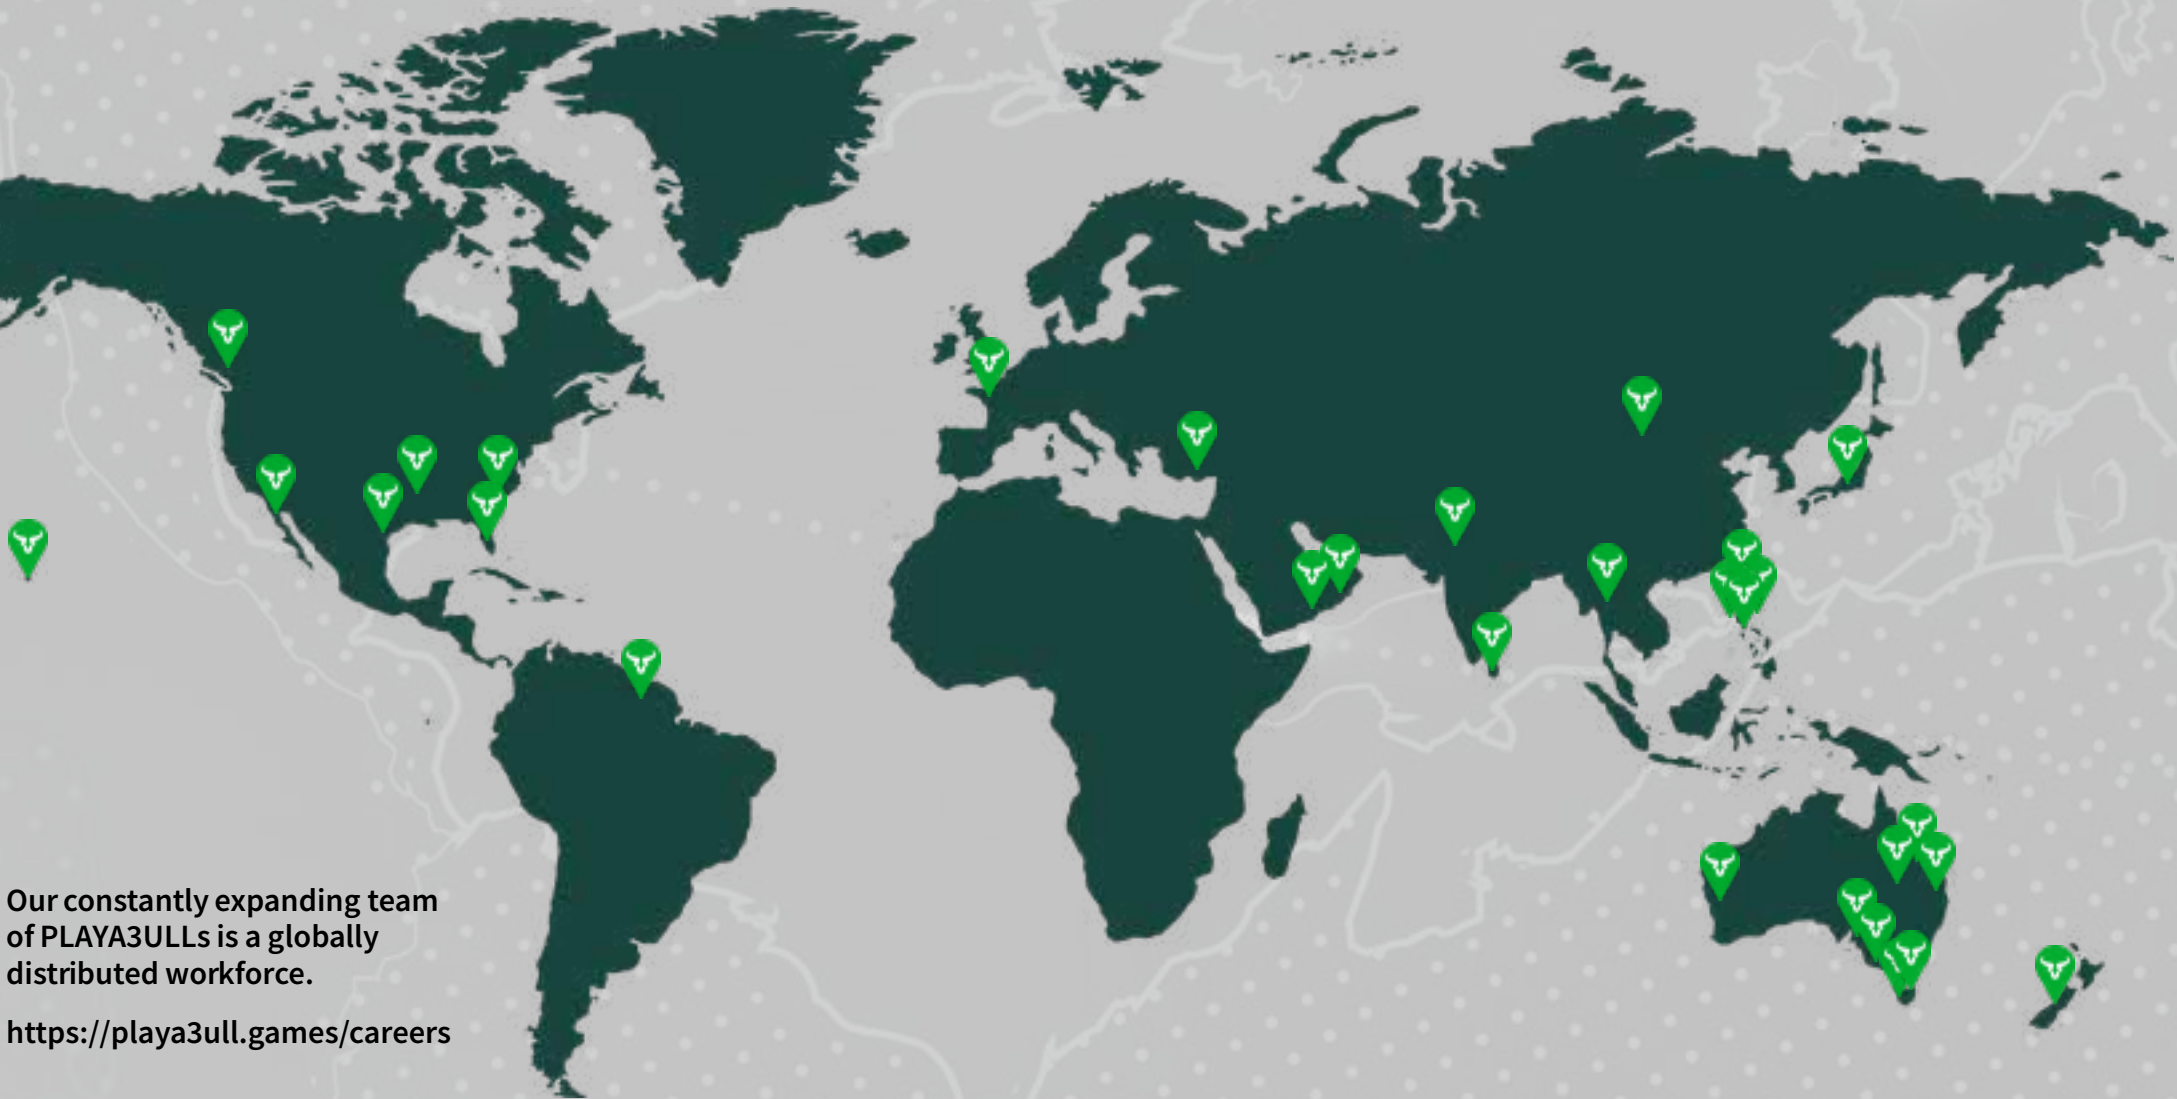 Our constantly expanding team
of PLAYA3ULLs is a globally
distributed workforce.
https://playa3ull.games/careers